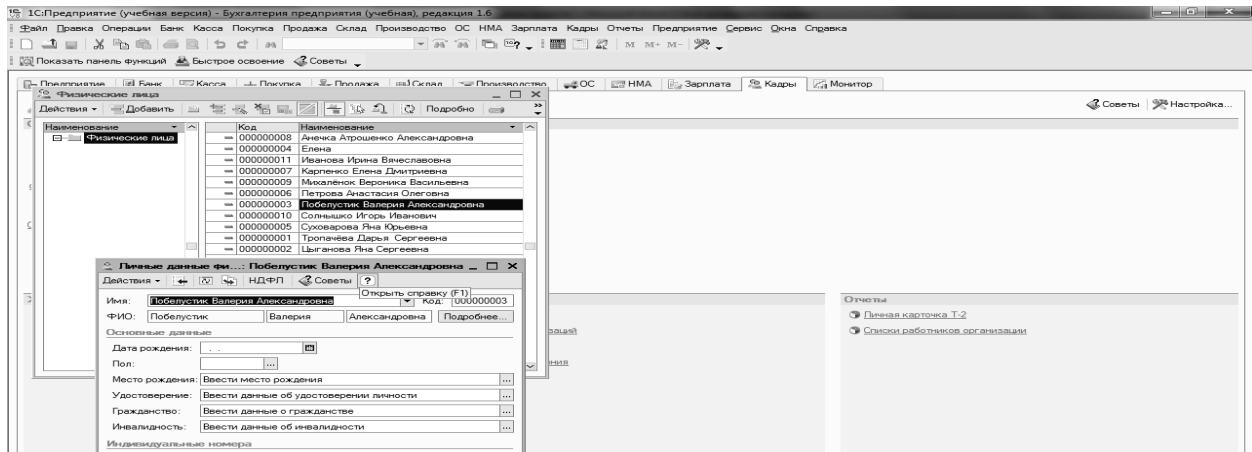 1С:Предприятие (учебная версия) - Бухгалтерия предприятия (учебная), редакция 1.6
Файл Правка Операции Банк Касса Покупка Продажа Склад Производство ОС НМА Зарплата Кадры Отчеты Предприятие Сервис Окна Справка
M M+ M-
Показать панель функций Быстрое освоение Советы
Предприятие Банк Касса Покупка Продажа Склад Производство ОС НМА Зарплата Кадры Монитор
Физические лица
Действия Добавить Подробно
Советы Настройка...
Наименование Код Наименование
Физические лица
000000008 Анечка Атрошенко Александровна
000000004 Елена
000000011 Иванова Ирина Вячеславовна
000000007 Карпенко Елена Дмитриевна
000000009 Михалёнок Вероника Васильевна
000000006 Петрова Анастасия Олеговна
000000003 Побелустик Валерия Александровна
000000010 Солнышко Игорь Иванович
000000005 Суховарова Яна Юрьевна
000000001 Тропачёва Дарья Сергеевна
000000002 Цыганова Яна Сергеевна
Личные данные фи...: Побелустик Валерия Александровна
Действия НДФЛ Советы ?
Открыть справку (F1)
Имя: Побелустик Валерия Александровна Код: 000000003
ФИО: Побелустик Валерия Александровна Подробнее...
Основные данные
Дата рождения: . .
Пол: ...
Место рождения: Ввести место рождения ...
Удостоверение: Ввести данные об удостоверении личности ...
Гражданство: Ввести данные о гражданстве ...
Инвалидность: Ввести данные об инвалидности ...
Индивидуальные номера
Отчеты
Личная карточка Т-2
Списки работников организации